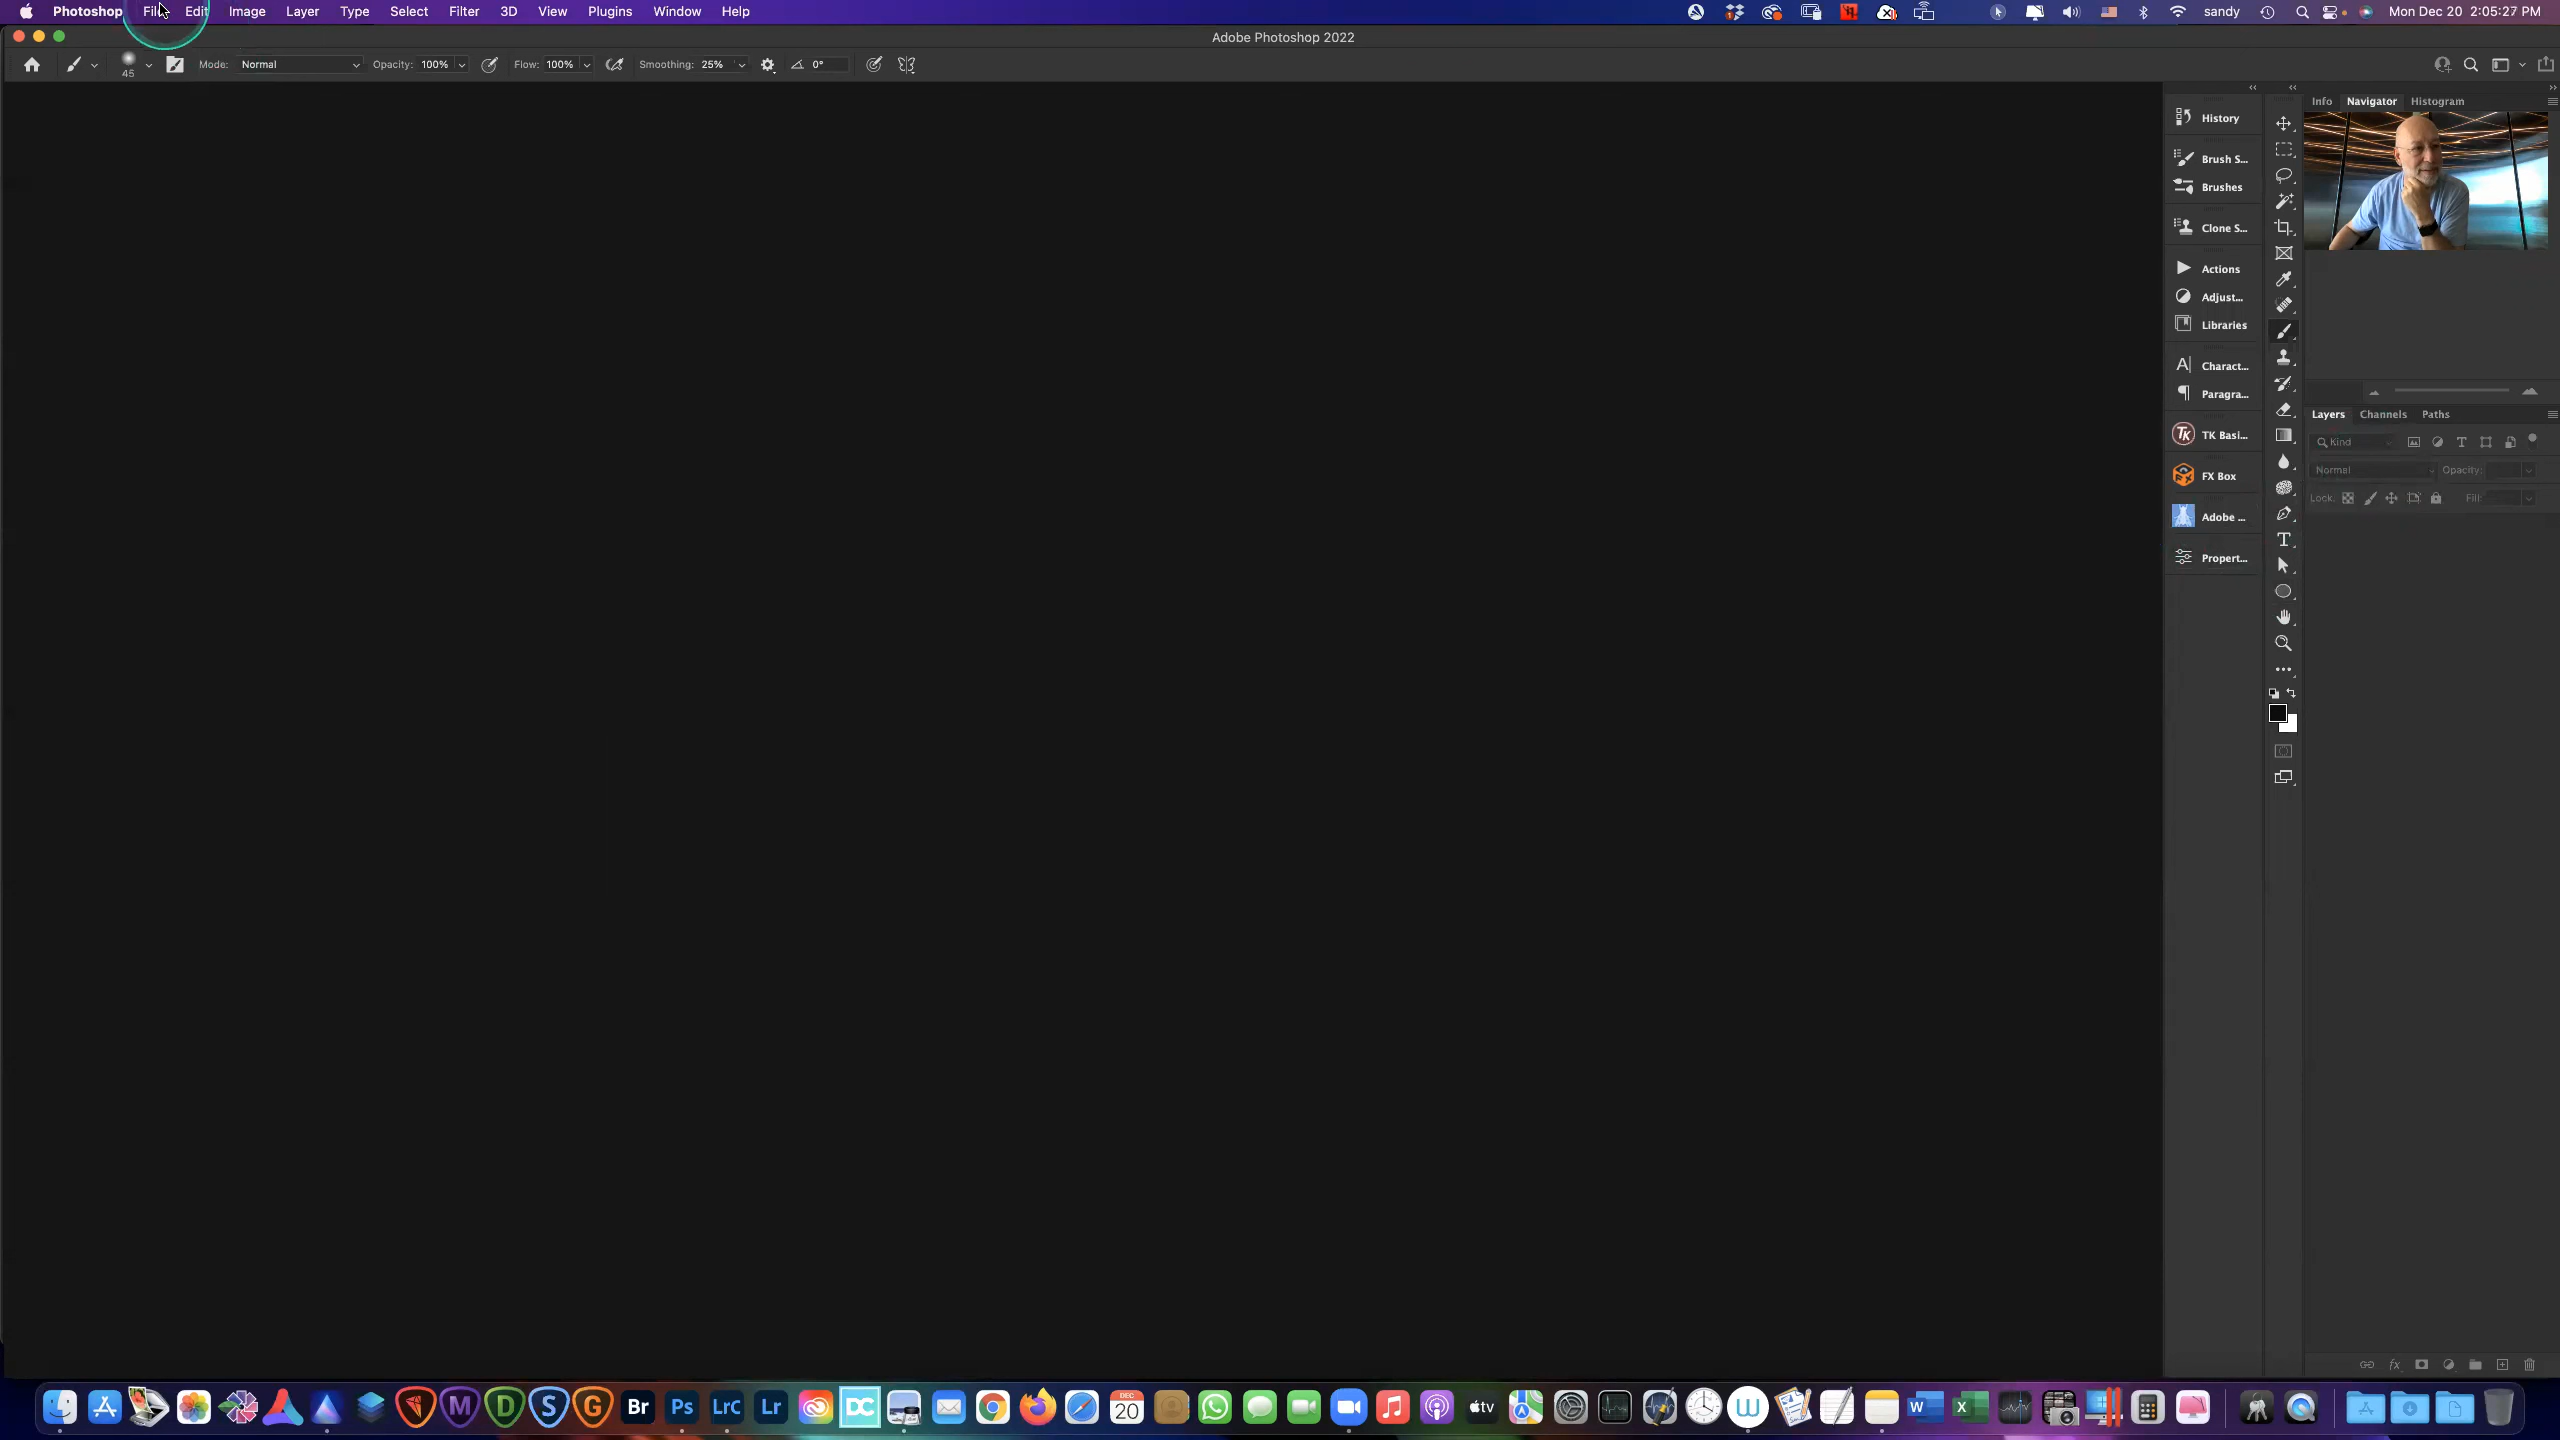 Photoshop File Edit Image Layer Type Select Filter 3D View Plugins Window Help sandy Mon Dec 20 2:05:27 PM
Adobe Photoshop 2022
45 Mode: Normal Opacity: 100% Flow: 100% Smoothing: 25% 0°
Info Navigator Histogram
History
Brush S...
Brushes
Clone S...
Actions
Adjust...
Libraries
Charact...
Paragra...
TK Basi...
FX Box
Adobe ...
Propert...
Layers Channels Paths
Kind
Normal Opacity:
Lock: Fill:
Br Ps LrC Lr DC DEC 20 tv W X